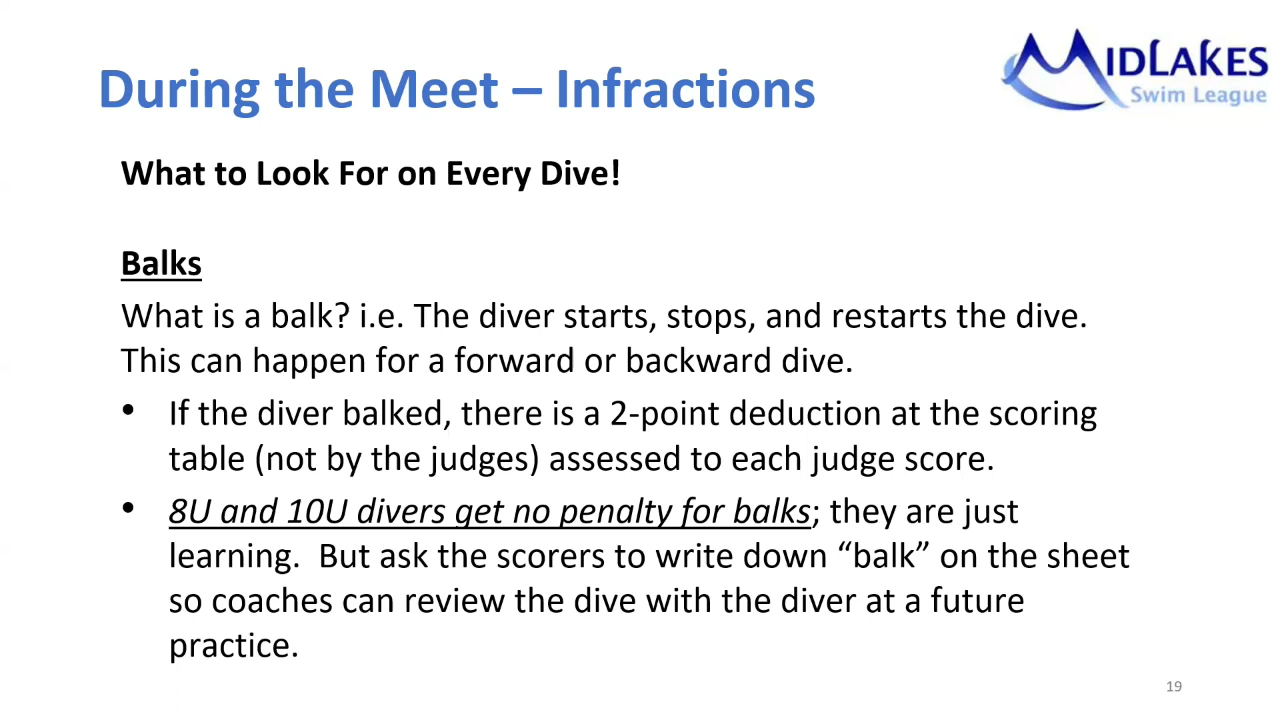 During the Meet – Infractions
MIDLAKES
Swim League
What to Look For on Every Dive!
Balks
What is a balk? i.e. The diver starts, stops, and restarts the dive.
This can happen for a forward or backward dive.
• If the diver balked, there is a 2-point deduction at the scoring
table (not by the judges) assessed to each judge score.
• 8U and 10U divers get no penalty for balks; they are just
learning.  But ask the scorers to write down “balk” on the sheet
so coaches can review the dive with the diver at a future
practice.
19